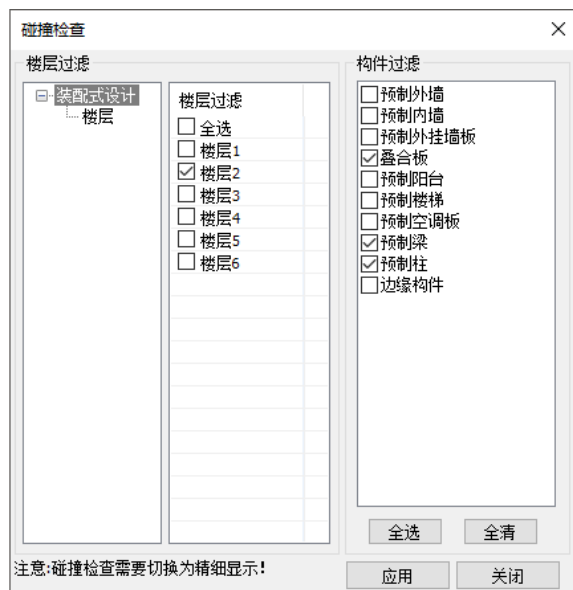 碰撞检查
楼层过滤
装配式设计
楼层
楼层过滤
全选
楼层1
楼层2
楼层3
楼层4
楼层5
楼层6
构件过滤
预制外墙
预制内墙
预制外挂墙板
叠合板
预制阳台
预制楼梯
预制空调板
预制梁
预制柱
边缘构件
全选
全清
注意:碰撞检查需要切换为精细显示!
应用
关闭